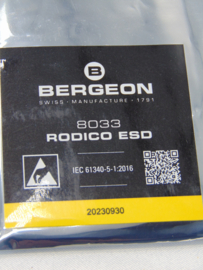 B
BERGEON
SWISS - MANUFACTURE - 1791
8033
RODICO ESD
IEC 61340-5-1:2016
20230930